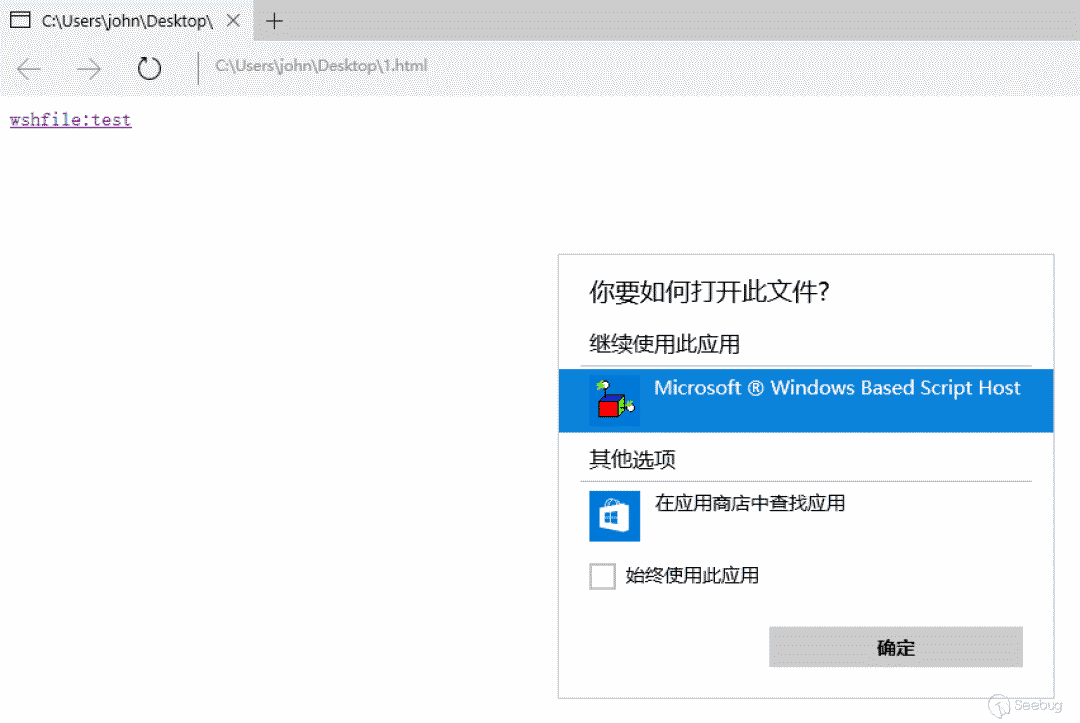 C:\Users\john\Desktop\
C:\Users\john\Desktop\1.html
wshfile:test
你要如何打开此文件?
继续使用此应用
Microsoft ® Windows Based Script Host
其他选项
在应用商店中查找应用
始终使用此应用
确定
Seebug